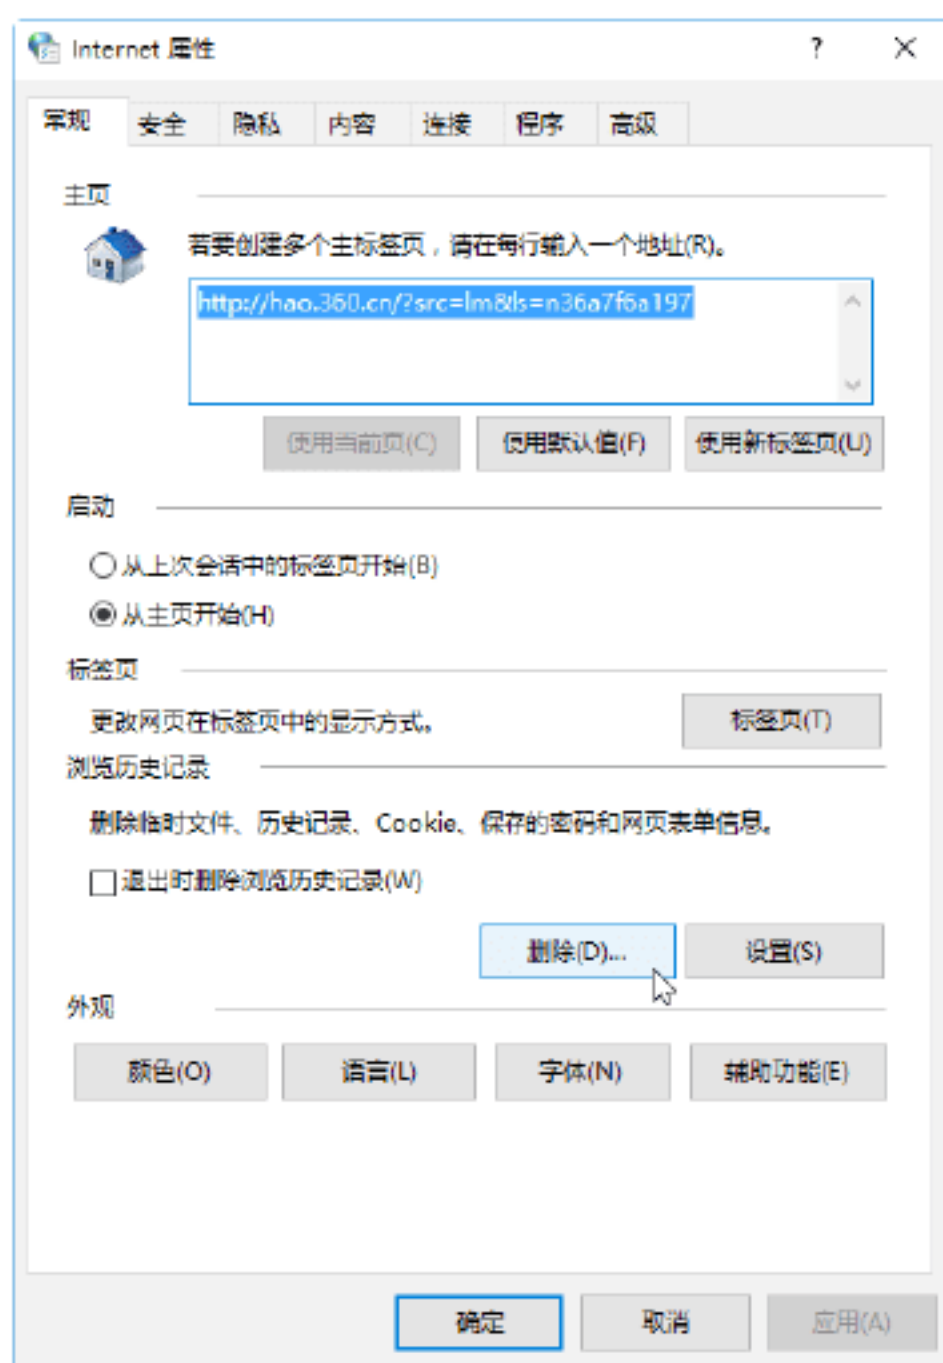 Internet 属性
?
常规 安全 隐私 内容 连接 程序 高级
主页
若要创建多个主标签页，请在每行输入一个地址(R)。
http://hao.360.cn/?src=lm&ls=n36a7f6a197
使用当前页(C) 使用默认值(F) 使用新标签页(U)
启动
从上次会话中的标签页开始(B)
从主页开始(H)
标签页
更改网页在标签页中的显示方式。 标签页(T)
浏览历史记录
删除临时文件、历史记录、Cookie、保存的密码和网页表单信息。
退出时删除浏览历史记录(W)
删除(D)... 设置(S)
外观
颜色(O) 语言(L) 字体(N) 辅助功能(E)
确定 取消 应用(A)